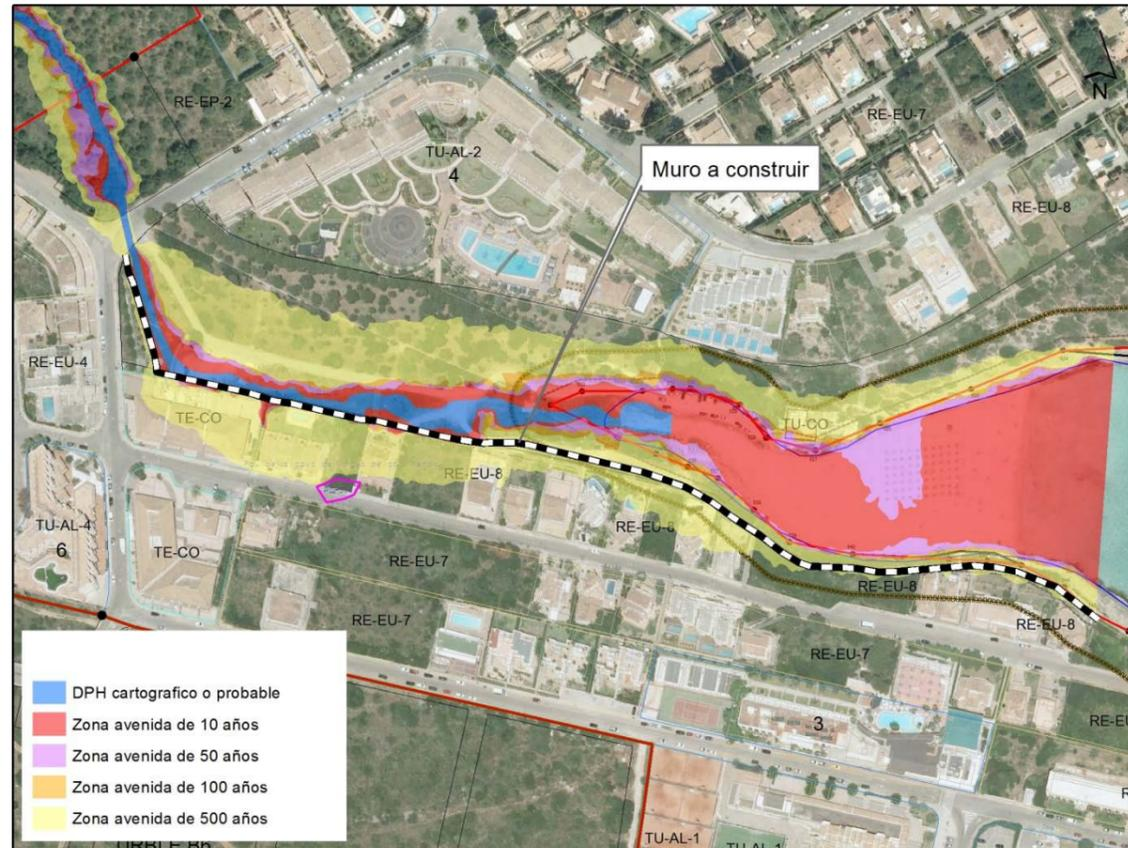 RE-EP-2
N
RE-EU-7
TU-AL-2
4
Muro a construir
RE-EU-8
RE-EU-4
TU-CO
TE-CO
RE-EU-8
RE-EU-8
TU-AL-4
6
TE-CO
RE-EU-7
RE-EU-8
RE-EU-8
RE-EU-7
RE-EU-7
3
DPH cartografico o probable
Zona avenida de 10 años
Zona avenida de 50 años
Zona avenida de 100 años
Zona avenida de 500 años
TU-AL-1
TU-AL-1